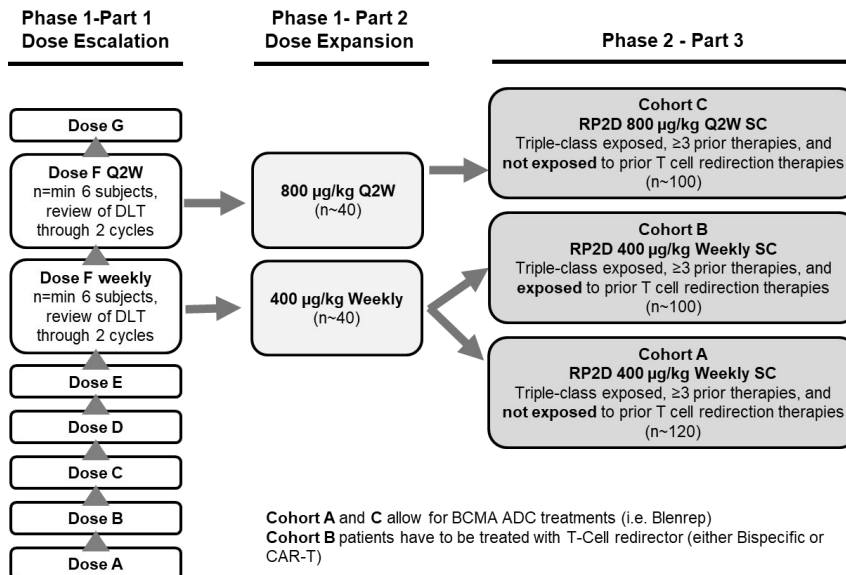 Phase 1-Part 1
Dose Escalation
Dose G
Dose F Q2W
n=min 6 subjects,
review of DLT
through 2 cycles
Dose F weekly
n=min 6 subjects,
review of DLT
through 2 cycles
Dose E
Dose D
Dose C
Dose B
Dose A
Phase 1- Part 2
Dose Expansion
800 µg/kg Q2W
(n~40)
400 µg/kg Weekly
(n~40)
Phase 2 - Part 3
Cohort C
RP2D 800 µg/kg Q2W SC
Triple-class exposed, ≥3 prior therapies, and
not exposed to prior T cell redirection therapies
(n~100)
Cohort B
RP2D 400 µg/kg Weekly SC
Triple-class exposed, ≥3 prior therapies, and
exposed to prior T cell redirection therapies
(n~100)
Cohort A
RP2D 400 µg/kg Weekly SC
Triple-class exposed, ≥3 prior therapies, and
not exposed to prior T cell redirection therapies
(n~120)
Cohort A and C allow for BCMA ADC treatments (i.e. Blenrep)
Cohort B patients have to be treated with T-Cell redirector (either Bispecific or
CAR-T)